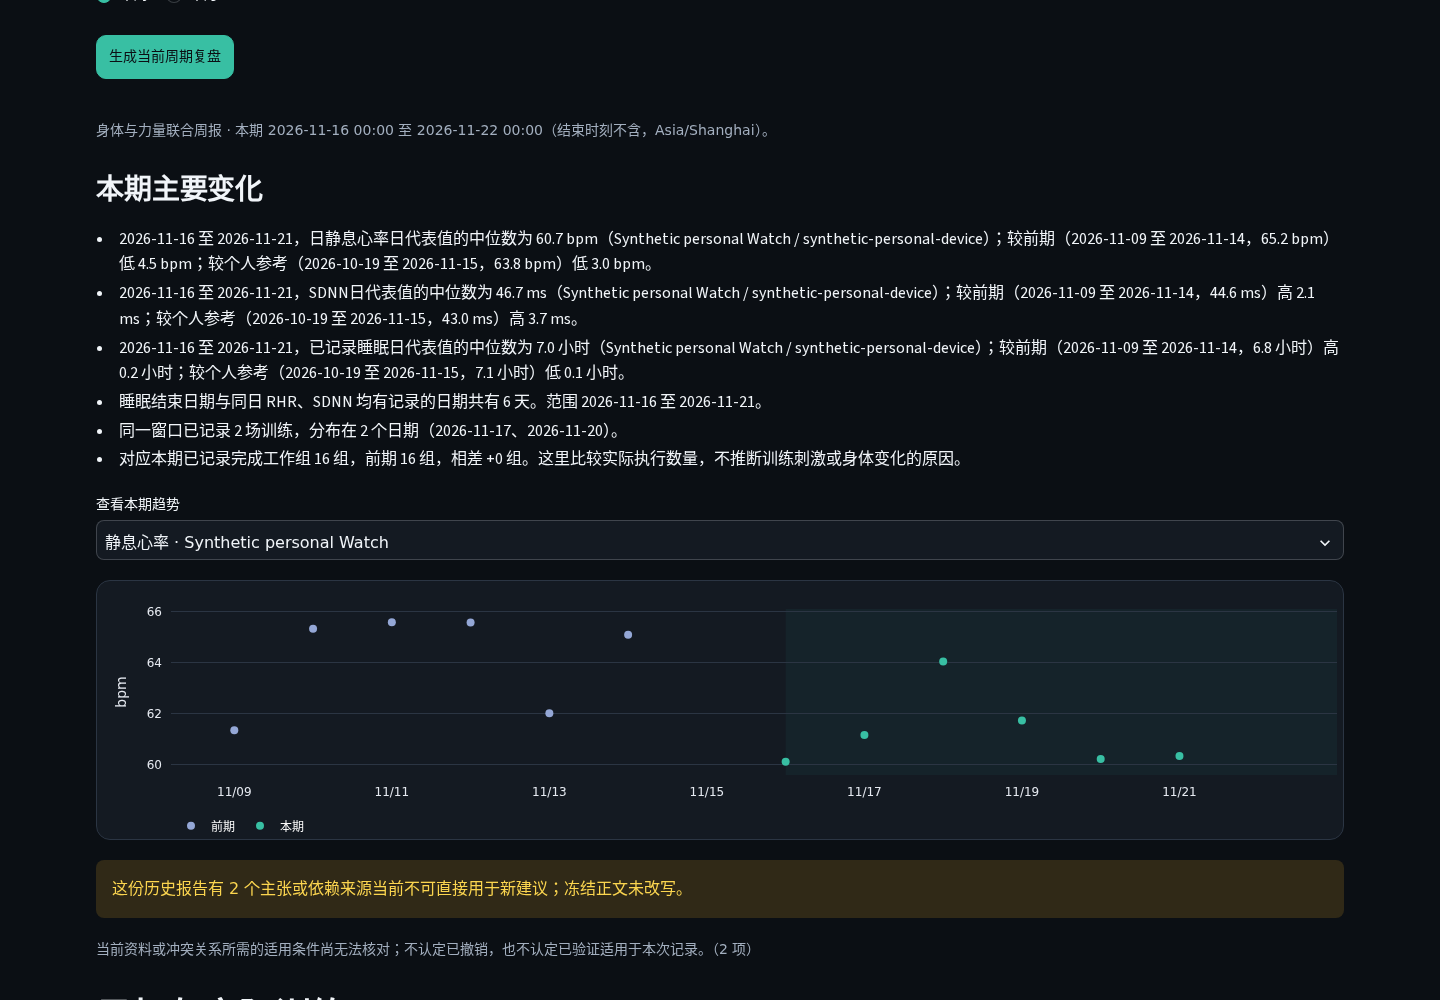 生成当前周期复盘
身体与力量联合周报 · 本期 2026-11-16 00:00 至 2026-11-22 00:00（结束时刻不含，Asia/Shanghai）。
本期主要变化
• 2026-11-16 至 2026-11-21，日静息心率日代表值的中位数为 60.7 bpm（Synthetic personal Watch / synthetic-personal-device）；较前期（2026-11-09 至 2026-11-14，65.2 bpm）
低 4.5 bpm；较个人参考（2026-10-19 至 2026-11-15，63.8 bpm）低 3.0 bpm。
• 2026-11-16 至 2026-11-21，SDNN日代表值的中位数为 46.7 ms（Synthetic personal Watch / synthetic-personal-device）；较前期（2026-11-09 至 2026-11-14，44.6 ms）高 2.1
ms；较个人参考（2026-10-19 至 2026-11-15，43.0 ms）高 3.7 ms。
• 2026-11-16 至 2026-11-21，已记录睡眠日代表值的中位数为 7.0 小时（Synthetic personal Watch / synthetic-personal-device）；较前期（2026-11-09 至 2026-11-14，6.8 小时）高
0.2 小时；较个人参考（2026-10-19 至 2026-11-15，7.1 小时）低 0.1 小时。
• 睡眠结束日期与同日 RHR、SDNN 均有记录的日期共有 6 天。范围 2026-11-16 至 2026-11-21。
• 同一窗口已记录 2 场训练，分布在 2 个日期（2026-11-17、2026-11-20）。
• 对应本期已记录完成工作组 16 组，前期 16 组，相差 +0 组。这里比较实际执行数量，不推断训练刺激或身体变化的原因。
查看本期趋势
静息心率 · Synthetic personal Watch
66
64
62
60
bpm
11/09 11/11 11/13 11/15 11/17 11/19 11/21
前期 本期
这份历史报告有 2 个主张或依赖来源当前不可直接用于新建议；冻结正文未改写。
当前资料或冲突关系所需的适用条件尚无法核对；不认定已撤销，也不认定已验证适用于本次记录。（2 项）